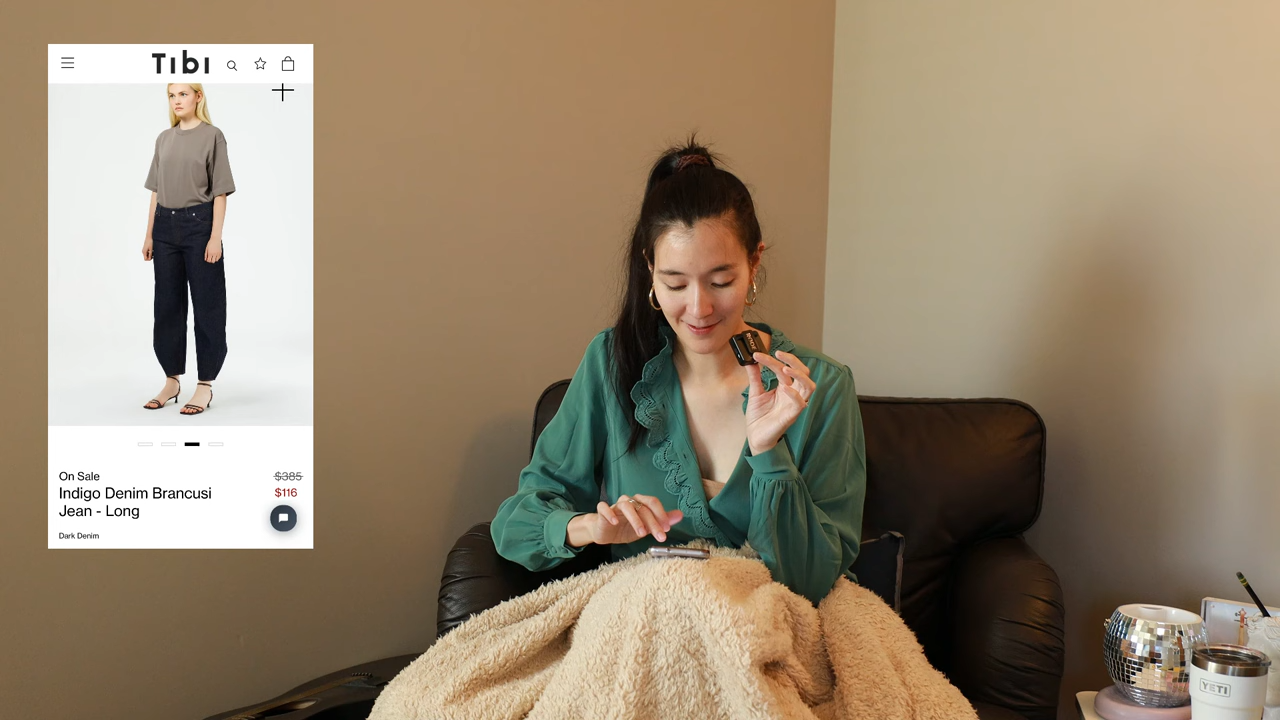 Tibi
On Sale
$385
Indigo Denim Brancusi
$116
Jean - Long
Dark Denim
YETI